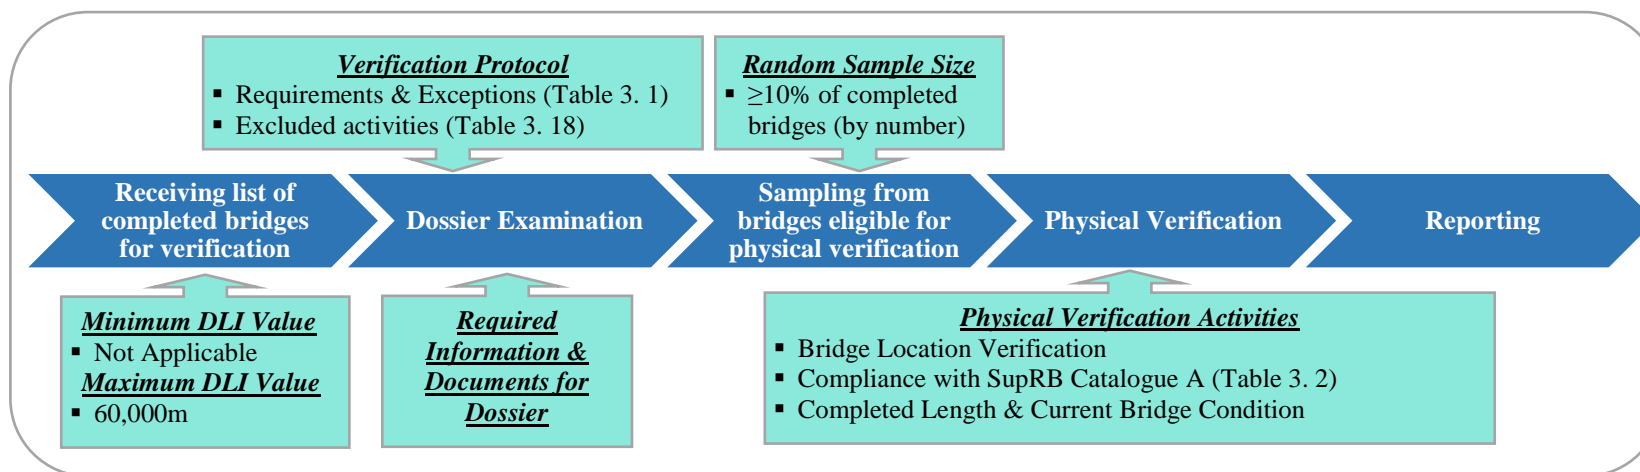 Verification Protocol
▪ Requirements & Exceptions (Table 3. 1)
▪ Excluded activities (Table 3. 18)
Random Sample Size
▪ ≥10% of completed
bridges (by number)
Receiving list of
completed bridges
for verification
Dossier Examination
Sampling from
bridges eligible for
physical verification
Physical Verification
Reporting
Minimum DLI Value
▪ Not Applicable
Maximum DLI Value
▪ 60,000m
Required
Information &
Documents for
Dossier
Physical Verification Activities
▪ Bridge Location Verification
▪ Compliance with SupRB Catalogue A (Table 3. 2)
▪ Completed Length & Current Bridge Condition